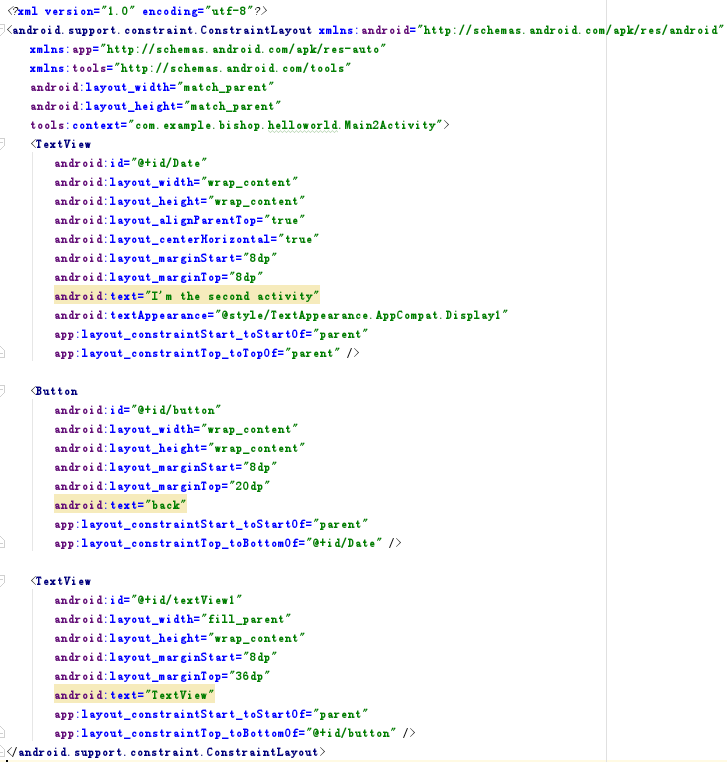 <?xml version="1.0" encoding="utf-8"?>
<android.support.constraint.ConstraintLayout xmlns:android="http://schemas.android.com/apk/res/android"
    xmlns:app="http://schemas.android.com/apk/res-auto"
    xmlns:tools="http://schemas.android.com/tools"
    android:layout_width="match_parent"
    android:layout_height="match_parent"
    tools:context="com.example.bishop.helloworld.Main2Activity">
    <TextView
        android:id="@+id/Date"
        android:layout_width="wrap_content"
        android:layout_height="wrap_content"
        android:layout_alignParentTop="true"
        android:layout_centerHorizontal="true"
        android:layout_marginStart="8dp"
        android:layout_marginTop="8dp"
        android:text="I'm the second activity"
        android:textAppearance="@style/TextAppearance.AppCompat.Display1"
        app:layout_constraintStart_toStartOf="parent"
        app:layout_constraintTop_toTopOf="parent" />

    <Button
        android:id="@+id/button"
        android:layout_width="wrap_content"
        android:layout_height="wrap_content"
        android:layout_marginStart="8dp"
        android:layout_marginTop="20dp"
        android:text="back"
        app:layout_constraintStart_toStartOf="parent"
        app:layout_constraintTop_toBottomOf="@+id/Date" />

    <TextView
        android:id="@+id/textView1"
        android:layout_width="fill_parent"
        android:layout_height="wrap_content"
        android:layout_marginStart="8dp"
        android:layout_marginTop="36dp"
        android:text="TextView"
        app:layout_constraintStart_toStartOf="parent"
        app:layout_constraintTop_toBottomOf="@+id/button" />
</android.support.constraint.ConstraintLayout>